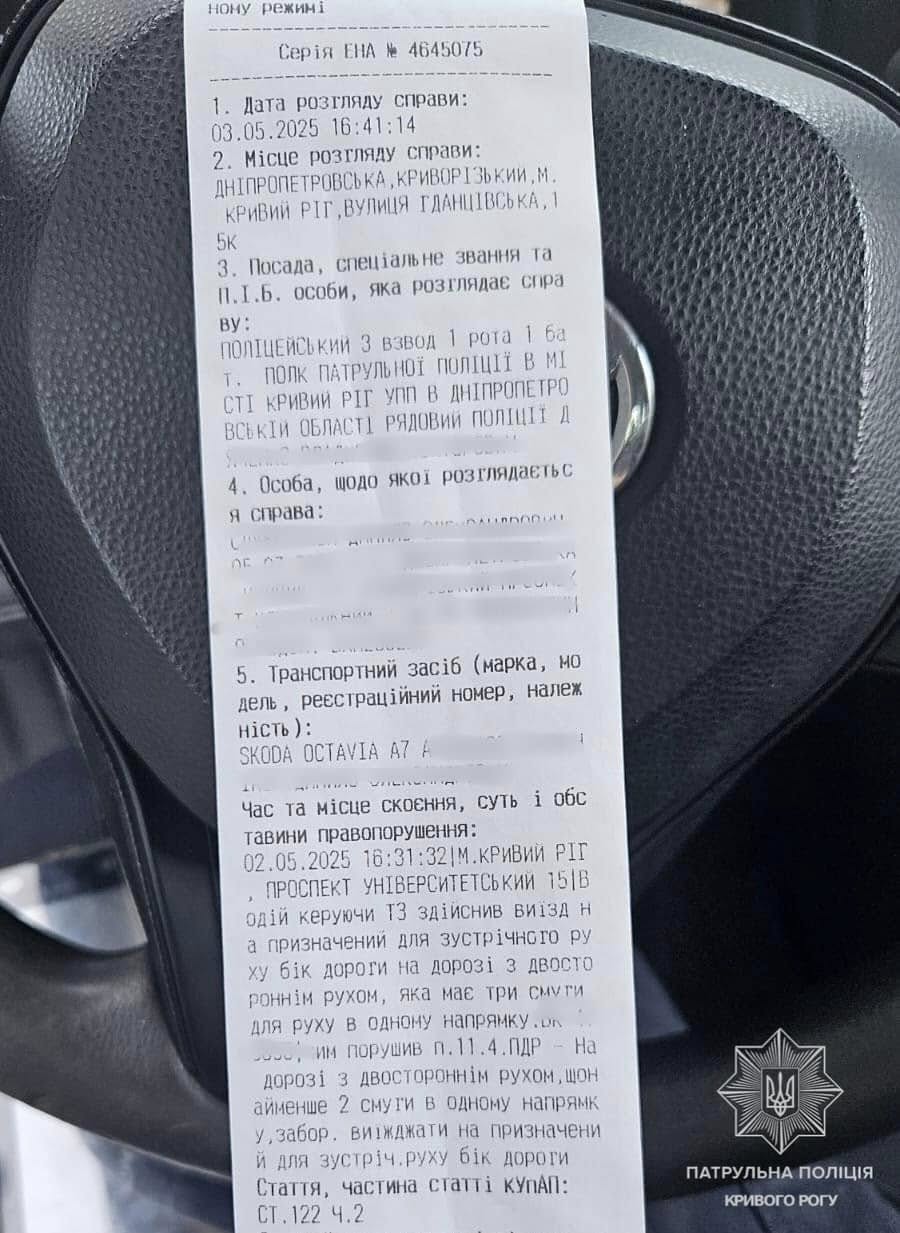 ному режимі
Серія ЕНА № 4645075
1. Дата розгляду справи:
03.05.2025 16:41:14
2. Місце розгляду справи:
ДНІПРОПЕТРОВСЬКА,КРИВОРІЗЬКИЙ,М.
КРИВИЙ РІГ,ВУЛИЦЯ ГДАНЦІВСЬКА,1
5к
3. Посада, спеціальне звання та
П.І.Б. особи, яка розглядає спра
ву:
ПОЛІЦЕЙСЬКИЙ 3 взвод 1 рота 1 ба
т. ПОЛК ПАТРУЛЬНОЇ ПОЛІЦІЇ В МІ
СТІ КРИВИЙ РІГ УПП В ДНІПРОПЕТРО
ВСЬКІЙ ОБЛАСТІ РЯДОВИЙ ПОЛІЦІЇ Д
4. Особа, щодо якої розглядаєтьс
я справа:
5. Транспортний засіб (марка, мо
дель, реєстраційний номер, належ
ність):
SKODA OCTAVIA A7 A
Час та місце скоєння, суть і обс
тавини правопорушення:
02.05.2025 16:31:32|М.КРИВИЙ РІГ
, ПРОСПЕКТ УНІВЕРСИТЕТСЬКИЙ 15|В
одій керуючи ТЗ здійснив виїзд н
а призначений для зустрічного ру
ху бік дороги на дорозі з двосто
роннім рухом, яка має три смуги
для руху в одному напрямку.
им порушив п.11.4.ПДР - На
дорозі з двостороннім рухом,щон
айменше 2 смуги в одному напрямк
у,забор. виїжджати на призначени
й для зустріч.руху бік дороги
Стаття, частина статті КУпАП:
СТ.122 Ч.2
ПАТРУЛЬНА ПОЛІЦІЯ
КРИВОГО РОГУ